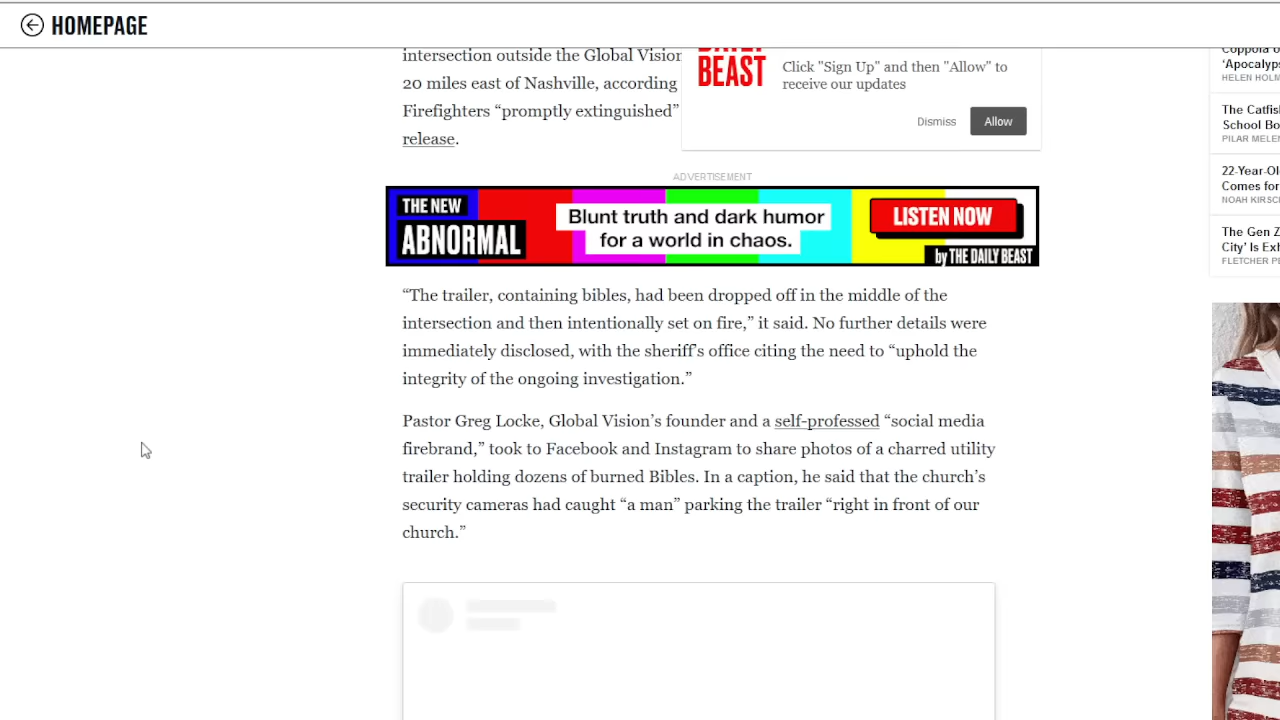 HOMEPAGE
intersection outside the Global Vision
20 miles east of Nashville, according
Firefighters “promptly extinguished”
release.
BEAST
Click "Sign Up" and then "Allow" to
receive our updates
Dismiss
Allow
ADVERTISEMENT
THE NEW
ABNORMAL
Blunt truth and dark humor
for a world in chaos.
LISTEN NOW
by THE DAILY BEAST
“The trailer, containing bibles, had been dropped off in the middle of the
intersection and then intentionally set on fire,” it said. No further details were
immediately disclosed, with the sheriff’s office citing the need to “uphold the
integrity of the ongoing investigation.”
Pastor Greg Locke, Global Vision’s founder and a self-professed “social media
firebrand,” took to Facebook and Instagram to share photos of a charred utility
trailer holding dozens of burned Bibles. In a caption, he said that the church’s
security cameras had caught “a man” parking the trailer “right in front of our
church.”
Coppola
‘Apocalyps
HELEN HOLM
The Catfis
School Bo
PILAR MELEN
22-Year-Ol
Comes for
NOAH KIRSC
The Gen Z
City’ Is Ex
FLETCHER PE